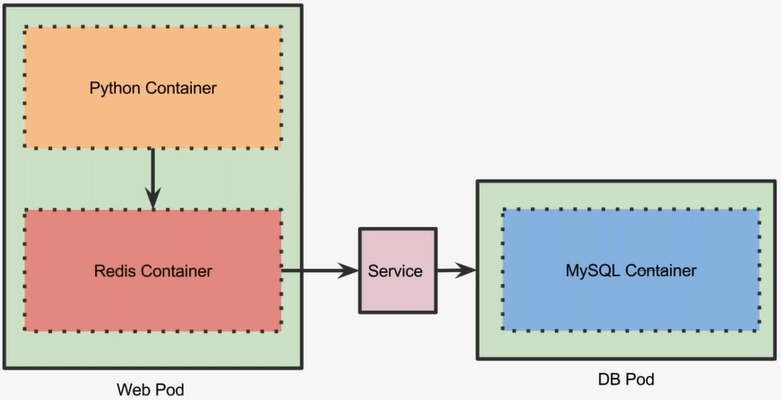 Python Container
Redis Container
Service
MySQL Container
Web Pod
DB Pod